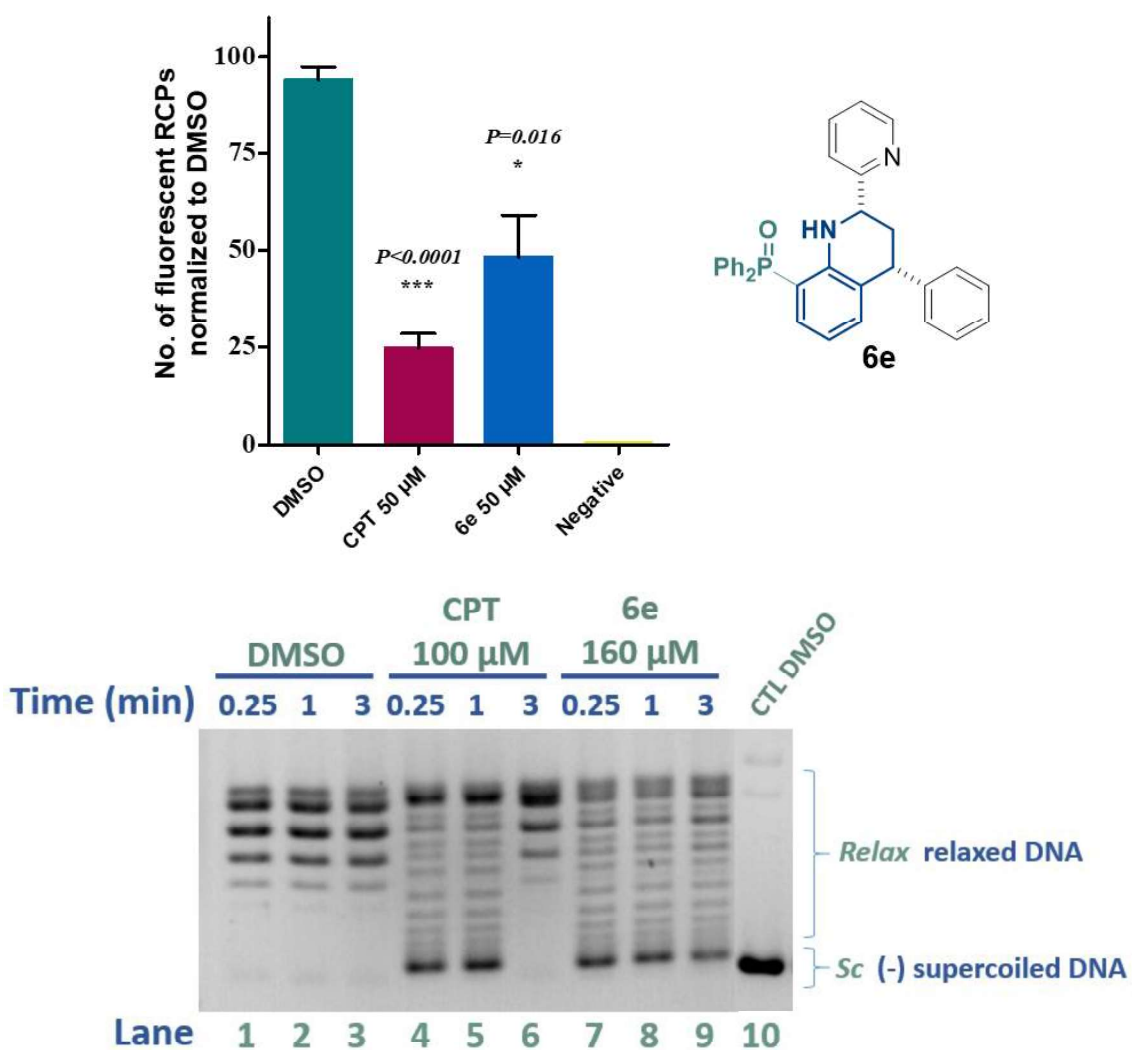 No. of fluorescent RCPs
normalized to DMSO
100
75
50
25
0
P<0.0001
***
P=0.016
*
DMSO
CPT 50 µM
6e 50 µM
Negative
N
HN
O
Ph2P
6e
CPT
6e
DMSO
100 µM
160 µM
CTL DMSO
Time (min) 0.25 1 3 0.25 1 3 0.25 1 3
Relax relaxed DNA
Sc (-) supercoiled DNA
Lane 1 2 3 4 5 6 7 8 9 10